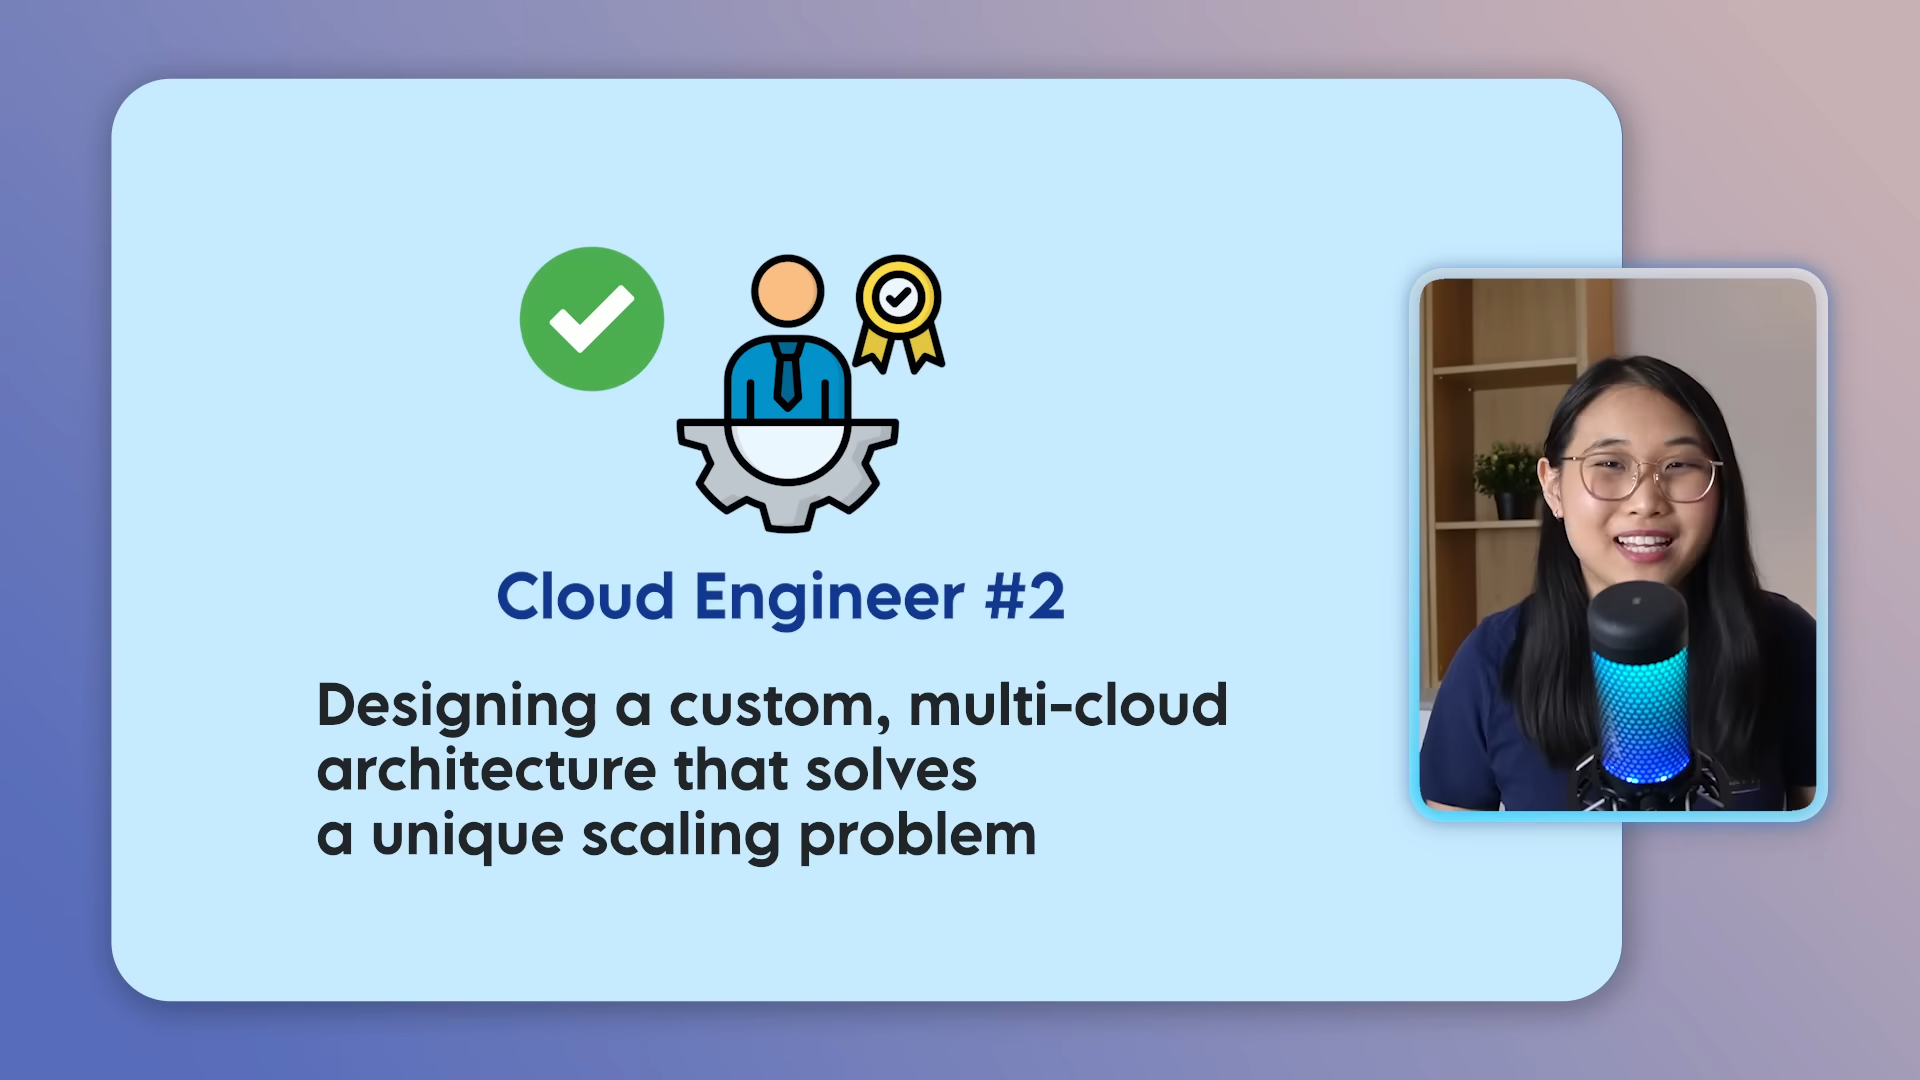 Cloud Engineer #2
Designing a custom, multi-cloud
architecture that solves
a unique scaling problem